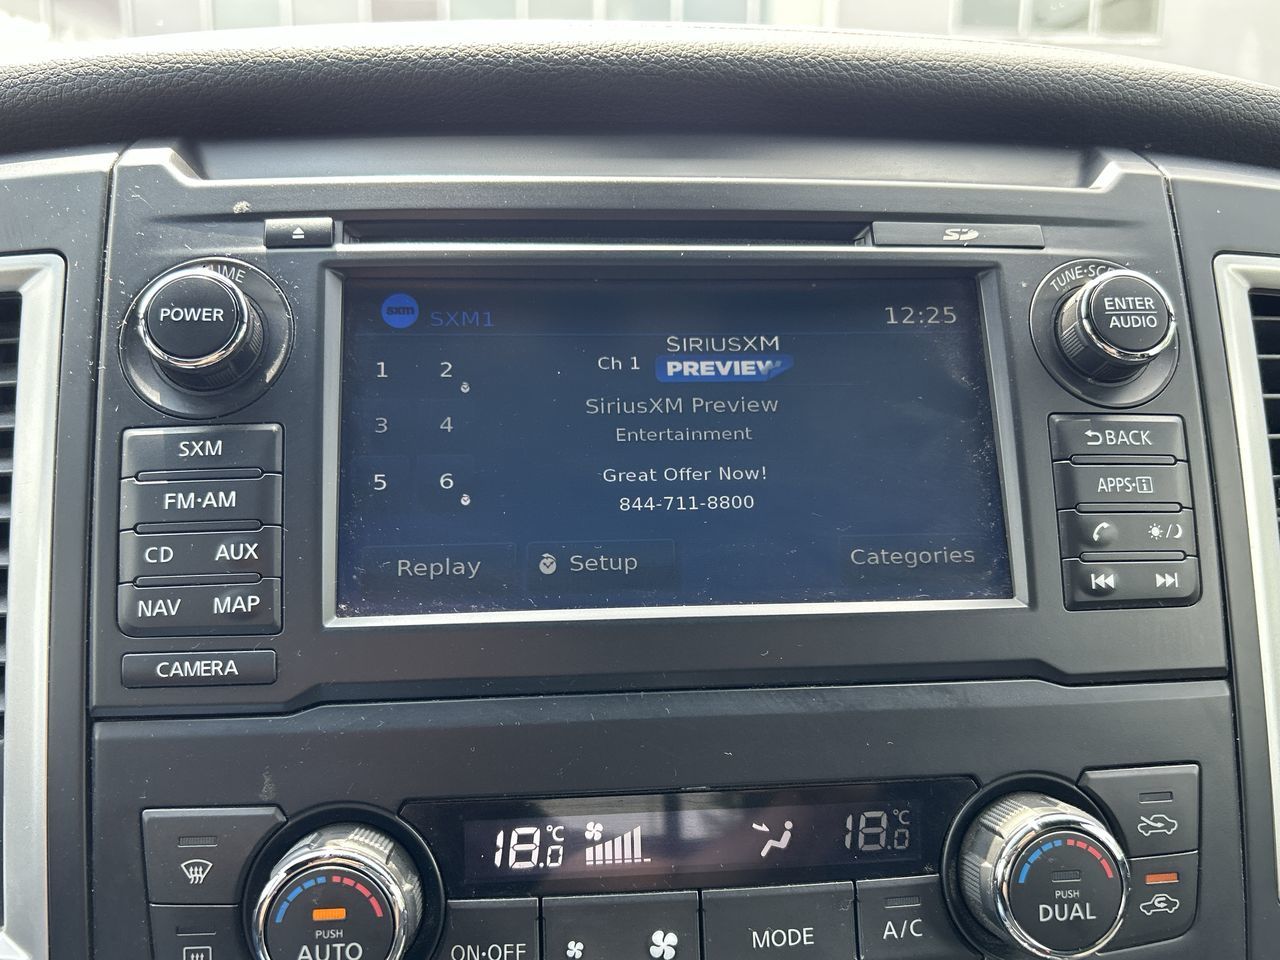 POWER
SXM
FM·AM
CD AUX
NAV MAP
CAMERA
sxm SXM1
12:25
1 2
3 4
5 6
Ch 1
SIRIUSXM
PREVIEW
SiriusXM Preview
Entertainment
Great Offer Now!
844-711-8800
Replay
Setup
Categories
SD
ENTER
AUDIO
BACK
APPS·i
18.0 °C
18.0 °C
PUSH
AUTO
ON·OFF
MODE
A/C
PUSH
DUAL